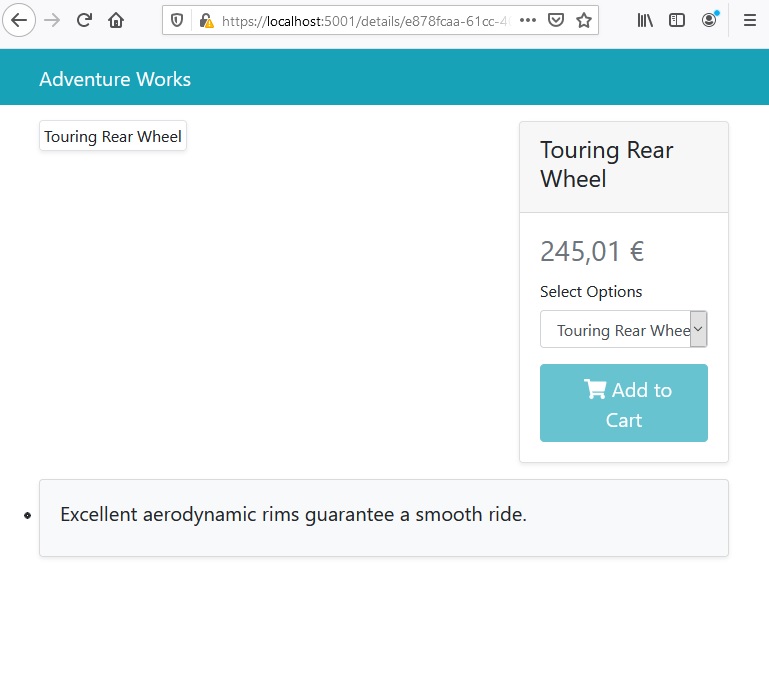 https://localhost:5001/details/e878fcaa-61cc-4
Adventure Works
Touring Rear Wheel
Touring Rear
Wheel
245,01 €
Select Options
Touring Rear Whee
Add to
Cart
Excellent aerodynamic rims guarantee a smooth ride.